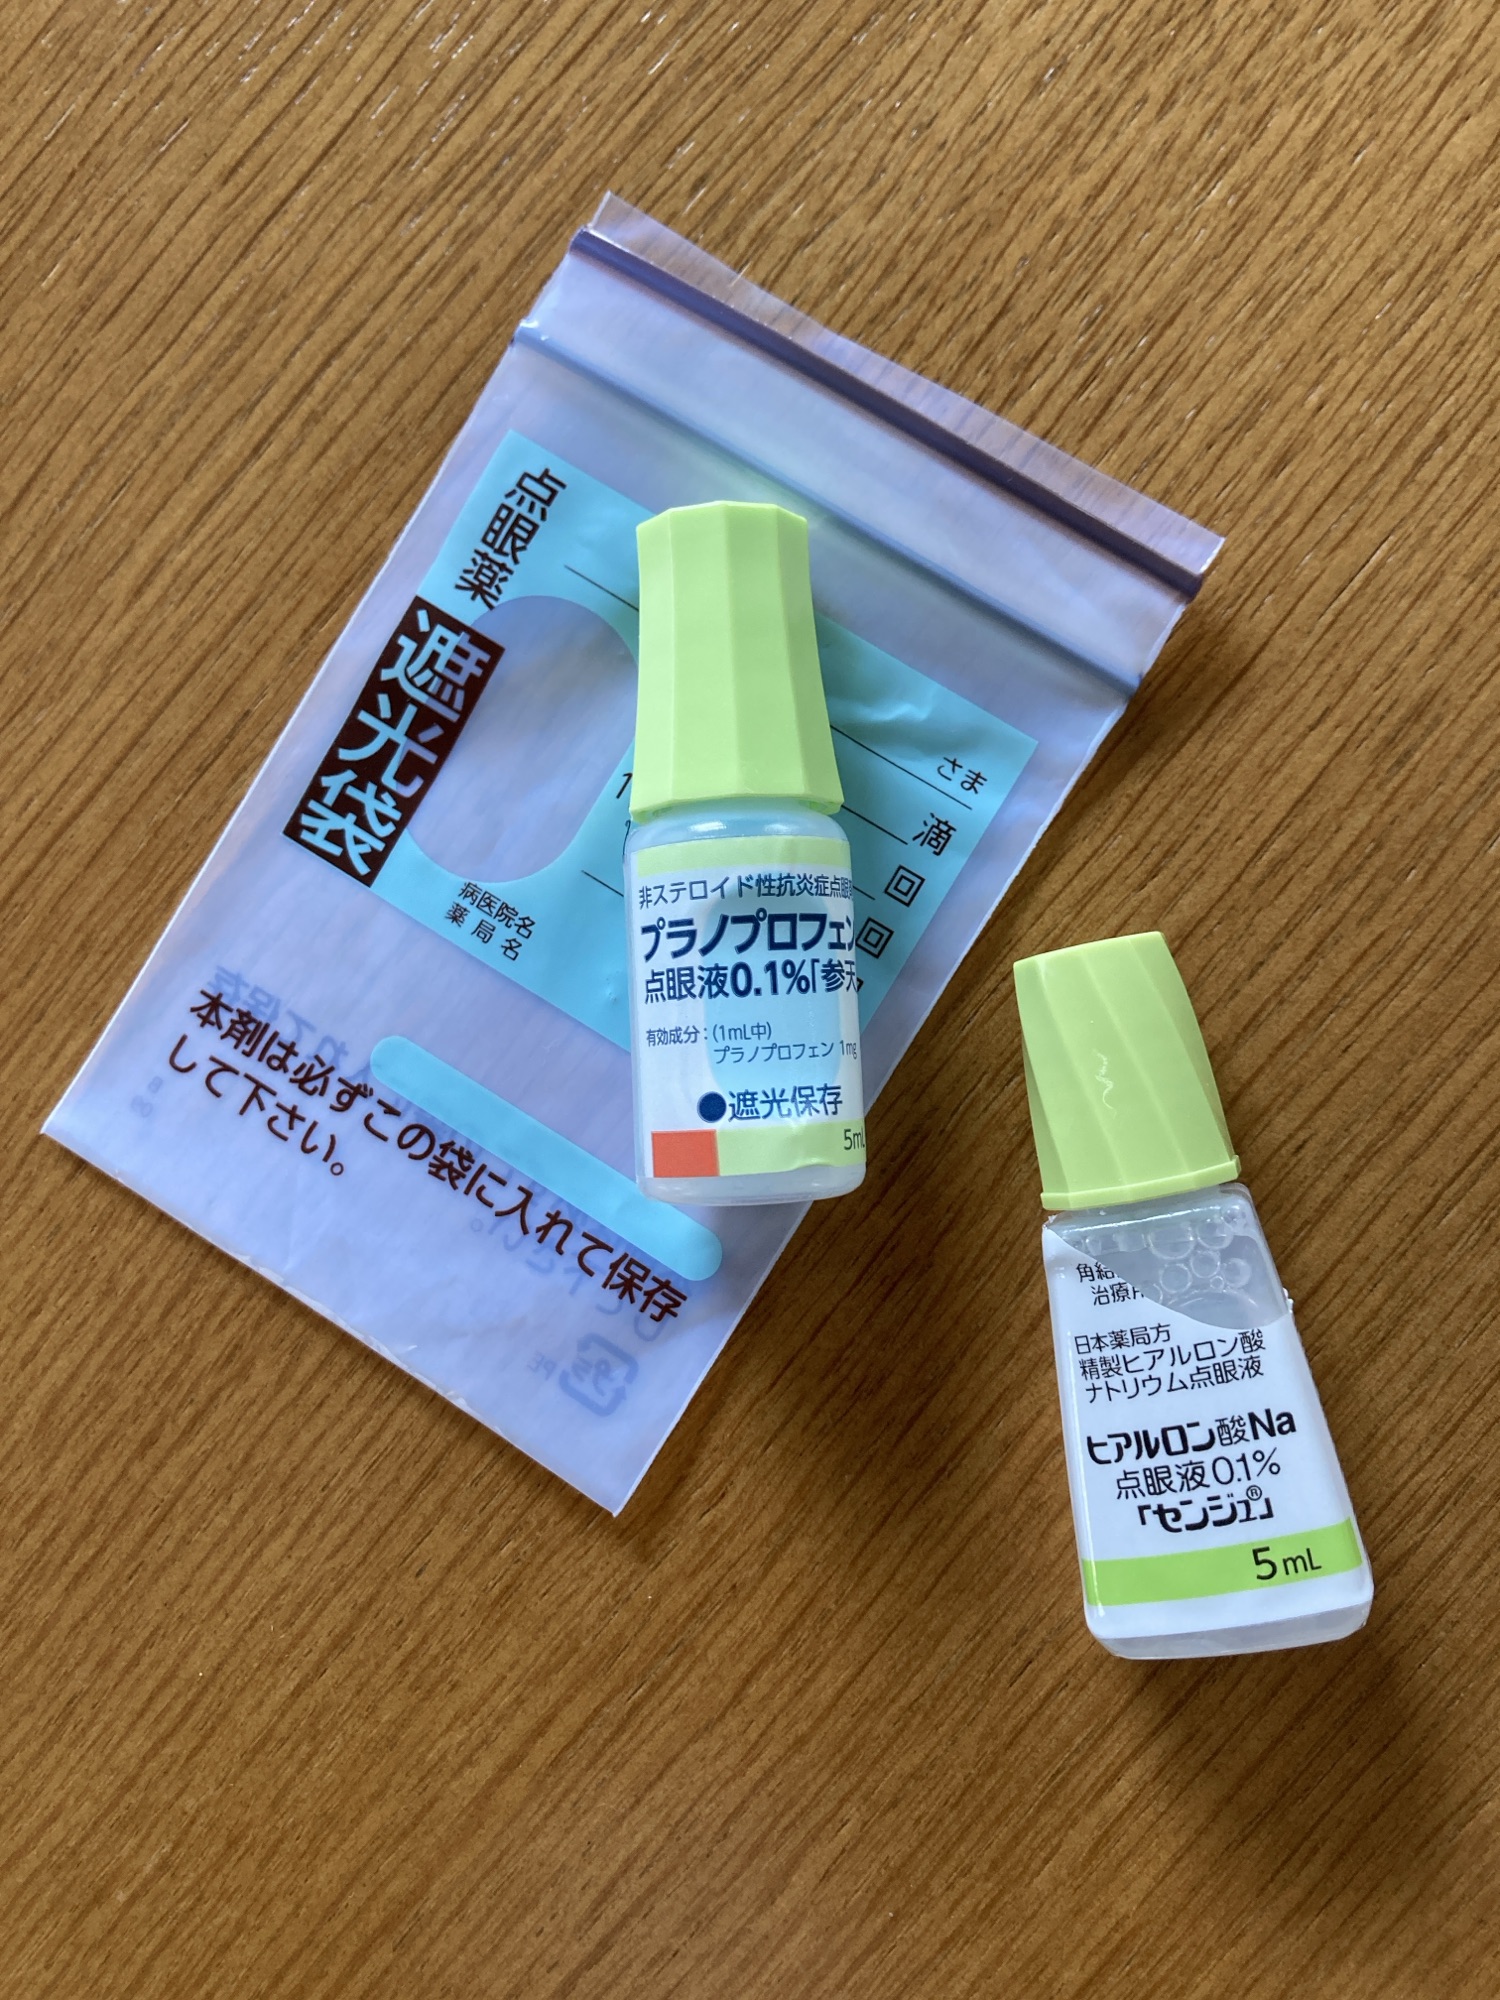 点眼薬
遮光袋
さま
滴
回
回
病医院名
薬局名
本剤は必ずこの袋に入れて保存
して下さい。
PE
非ステロイド性抗炎症点眼
プラノプロフェン
点眼液0.1%「参天
有効成分:(1mL中)
プラノプロフェン 1mg
●遮光保存
5mL
角結
治療
日本薬局方
精製ヒアルロン酸
ナトリウム点眼液
ヒアルロン酸Na
点眼液0.1%
「センジュ®」
5mL